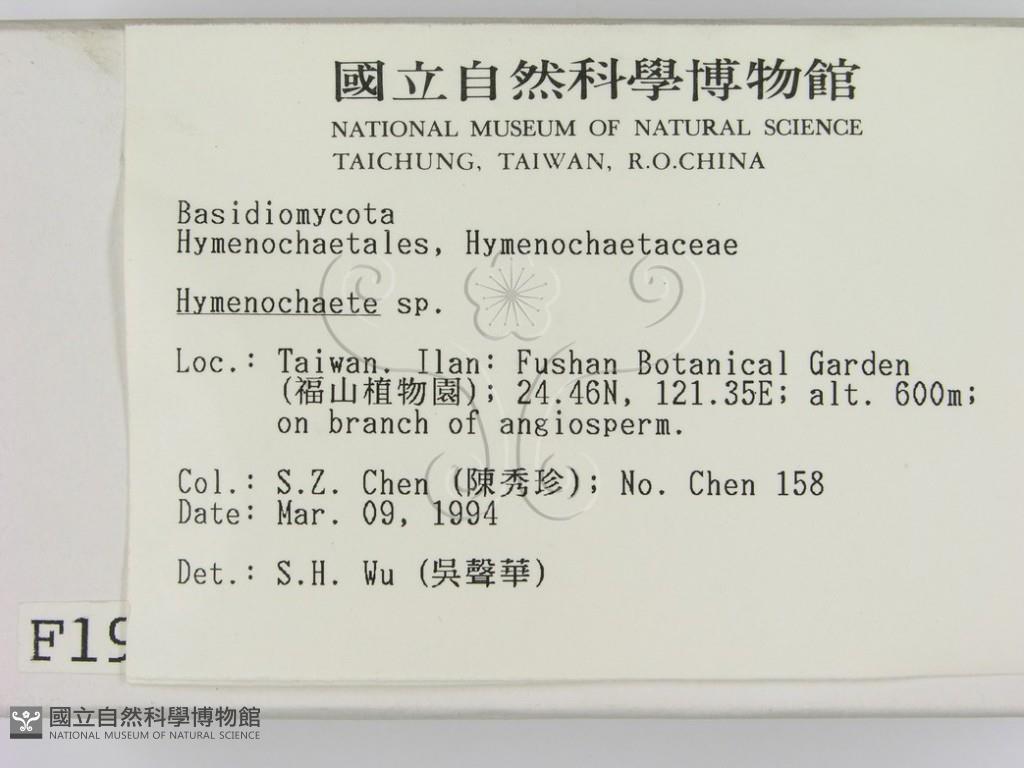 國立自然科學博物館
NATIONAL MUSEUM OF NATURAL SCIENCE
TAICHUNG, TAIWAN, R.O.CHINA
Basidiomycota
Hymenochaetales, Hymenochaetaceae
Hymenochaete sp.
Loc.: Taiwan. Ilan: Fushan Botanical Garden
(福山植物園); 24.46N, 121.35E; alt. 600m;
on branch of angiosperm.
Col.: S.Z. Chen (陳秀珍); No. Chen 158
Date: Mar. 09, 1994
Det.: S.H. Wu (吳聲華)
F19
國立自然科學博物館
NATIONAL MUSEUM OF NATURAL SCIENCE